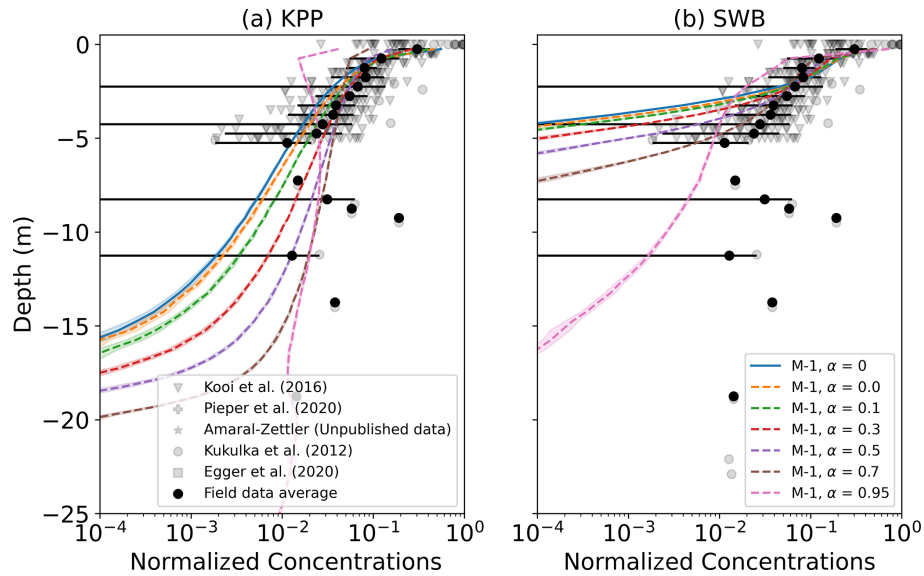 (a) KPP
(b) SWB
Depth (m)
0
−5
−10
−15
−20
−25
Kooi et al. (2016)
Pieper et al. (2020)
Amaral-Zettler (Unpublished data)
Kukulka et al. (2012)
Egger et al. (2020)
Field data average
M-1, α = 0
M-1, α = 0.0
M-1, α = 0.1
M-1, α = 0.3
M-1, α = 0.5
M-1, α = 0.7
M-1, α = 0.95
10⁻⁴ 10⁻³ 10⁻² 10⁻¹ 10⁰
10⁻⁴ 10⁻³ 10⁻² 10⁻¹ 10⁰
Normalized Concentrations
Normalized Concentrations